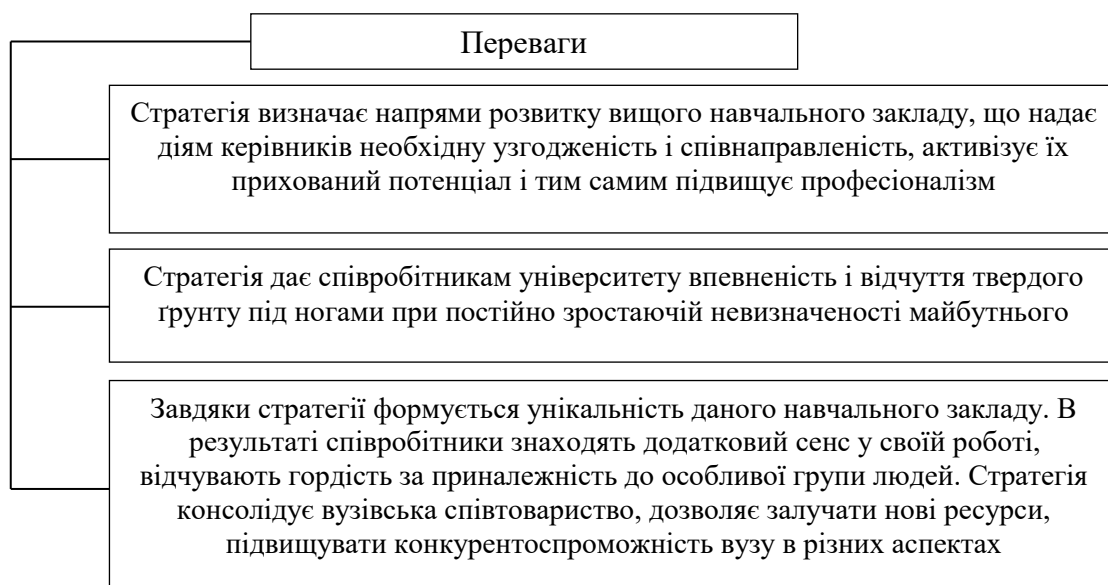 Переваги
Стратегія визначає напрями розвитку вищого навчального закладу, що надає
діям керівників необхідну узгодженість і співнаправленість, активізує їх
прихований потенціал і тим самим підвищує професіоналізм
Стратегія дає співробітникам університету впевненість і відчуття твердого
ґрунту під ногами при постійно зростаючій невизначеності майбутнього
Завдяки стратегії формується унікальність даного навчального закладу. В
результаті співробітники знаходять додатковий сенс у своїй роботі,
відчувають гордість за приналежність до особливої групи людей. Стратегія
консолідує вузівська співтовариство, дозволяє залучати нові ресурси,
підвищувати конкурентоспроможність вузу в різних аспектах